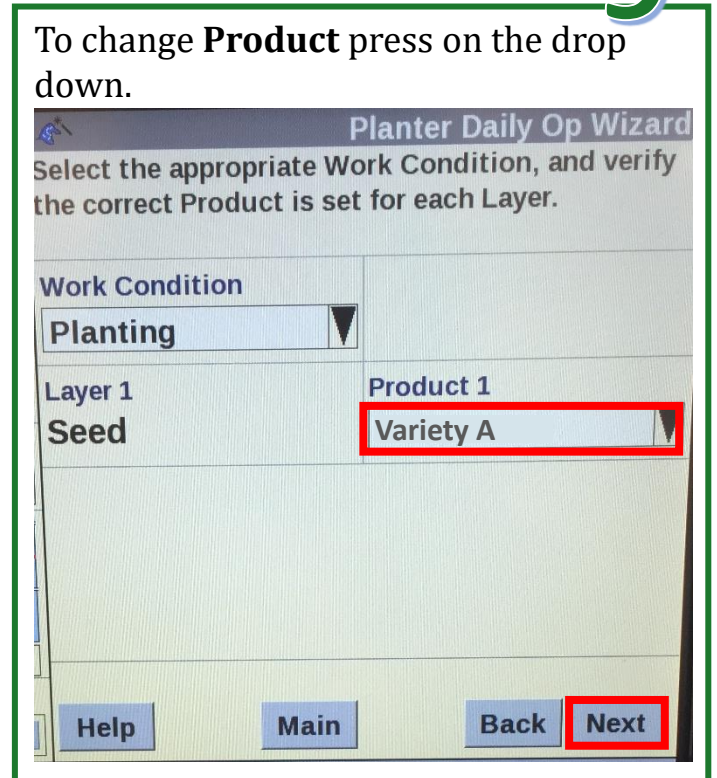 To change Product press on the drop
down.
Planter Daily Op Wizard
Select the appropriate Work Condition, and verify
the correct Product is set for each Layer.
Work Condition
Planting
Layer 1
Product 1
Seed
Variety A
Help
Main
Back
Next